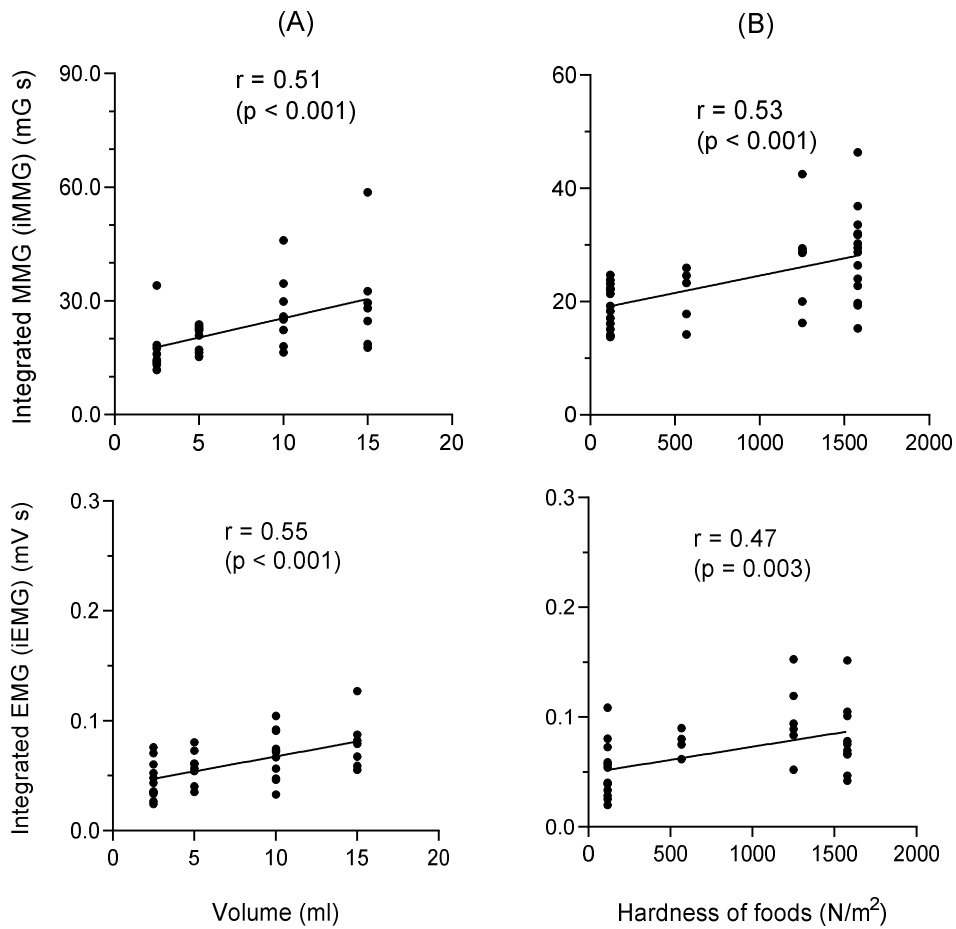 (A)
(B)
Integrated MMG (iMMG) (mG s)
90.0
60.0
30.0
0.0
r = 0.51
(p < 0.001)
0
5
10
15
20
60
40
20
0
r = 0.53
(p < 0.001)
0
500
1000
1500
2000
Integrated EMG (iEMG) (mV s)
0.3
0.2
0.1
0.0
r = 0.55
(p < 0.001)
0
5
10
15
20
Volume (ml)
0.3
0.2
0.1
0.0
r = 0.47
(p = 0.003)
0
500
1000
1500
2000
Hardness of foods (N/m²)